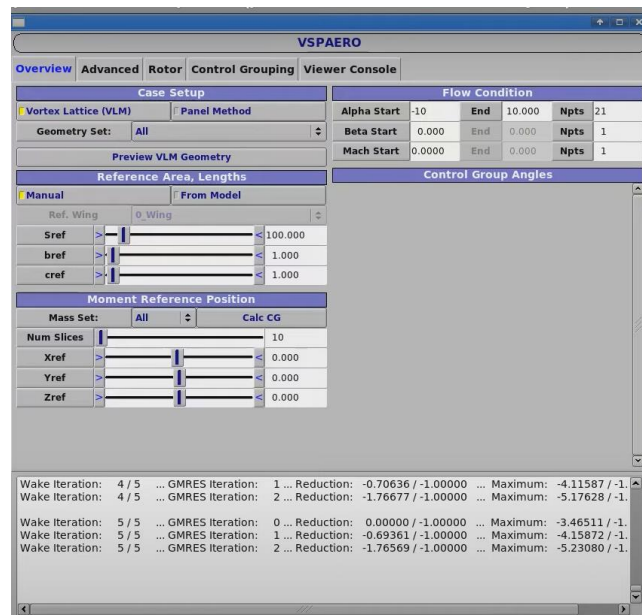 VSPAERO
Overview Advanced Rotor Control Grouping Viewer Console
Case Setup
Vortex Lattice (VLM) Panel Method
Geometry Set: All
Preview VLM Geometry
Reference Area, Lengths
Manual From Model
Ref. Wing 0_Wing
Sref > < 100.000
bref > < 1.000
cref > < 1.000
Moment Reference Position
Mass Set: All Calc CG
Num Slices 10
Xref > < 0.000
Yref > < 0.000
Zref > < 0.000
Flow Condition
Alpha Start -10 End 10.000 Npts 21
Beta Start 0.000 End 0.000 Npts 1
Mach Start 0.0000 End 0.000 Npts 1
Control Group Angles
Wake Iteration: 4 / 5 ... GMRES Iteration: 1 ... Reduction: -0.70636 / -1.00000 ... Maximum: -4.11587 / -1.
Wake Iteration: 4 / 5 ... GMRES Iteration: 2 ... Reduction: -1.76677 / -1.00000 ... Maximum: -5.17628 / -1.
Wake Iteration: 5 / 5 ... GMRES Iteration: 0 ... Reduction: 0.00000 / -1.00000 ... Maximum: -3.46511 / -1.
Wake Iteration: 5 / 5 ... GMRES Iteration: 1 ... Reduction: -0.69361 / -1.00000 ... Maximum: -4.15872 / -1.
Wake Iteration: 5 / 5 ... GMRES Iteration: 2 ... Reduction: -1.76569 / -1.00000 ... Maximum: -5.23080 / -1.